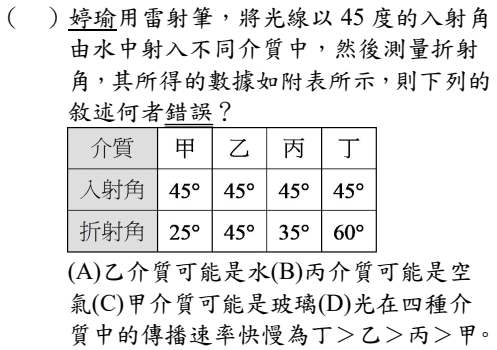 (　)婷瑜用雷射筆，將光線以 45 度的入射角
由水中射入不同介質中，然後測量折射
角，其所得的數據如附表所示，則下列的
敘述何者錯誤？
介質 甲 乙 丙 丁
入射角 45° 45° 45° 45°
折射角 25° 45° 35° 60°
(A)乙介質可能是水(B)丙介質可能是空
氣(C)甲介質可能是玻璃(D)光在四種介
質中的傳播速率快慢為丁＞乙＞丙＞甲。